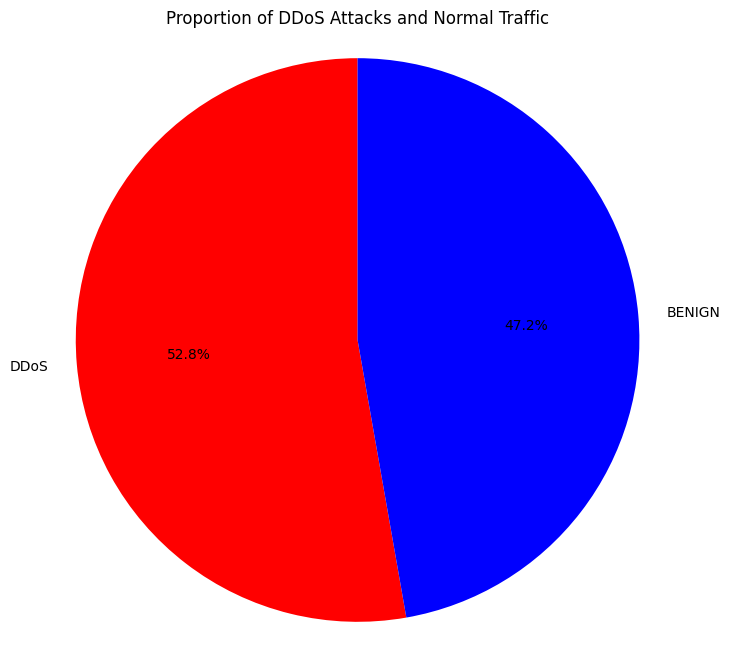 Proportion of DDoS Attacks and Normal Traffic
BENIGN
47.2%
52.8%
DDoS